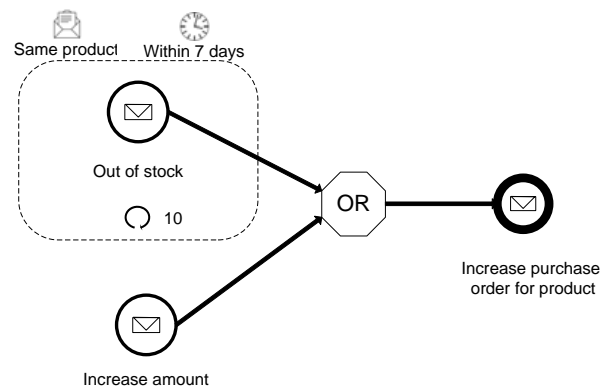 Same product
Within 7 days
Out of stock
10
OR
Increase purchase
order for product
Increase amount